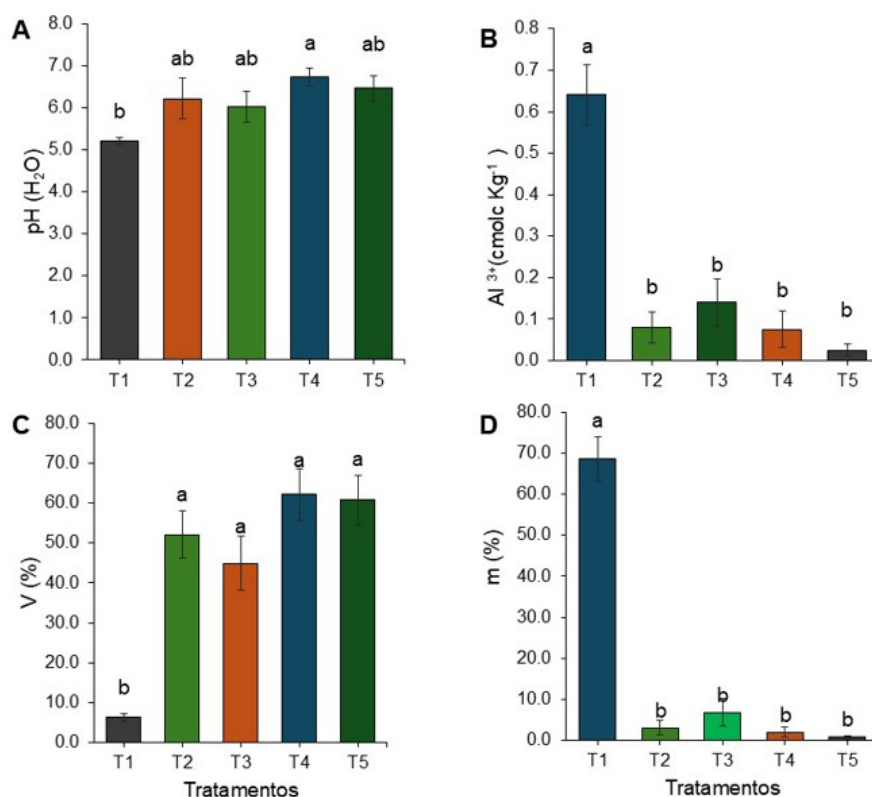 A
pH (H₂O)
8.0
7.0
6.0
5.0
4.0
3.0
2.0
1.0
0.0
b
ab
ab
a
ab
T1 T2 T3 T4 T5
B
Al ³⁺(cmolc Kg⁻¹)
0.8
0.7
0.6
0.5
0.4
0.3
0.2
0.1
0.0
a
b
b
b
b
T1 T2 T3 T4 T5
C
V (%)
80.0
70.0
60.0
50.0
40.0
30.0
20.0
10.0
0.0
b
a
a
a
a
T1 T2 T3 T4 T5
Tratamentos
D
m (%)
80.0
70.0
60.0
50.0
40.0
30.0
20.0
10.0
0.0
a
b
b
b
b
T1 T2 T3 T4 T5
Tratamentos